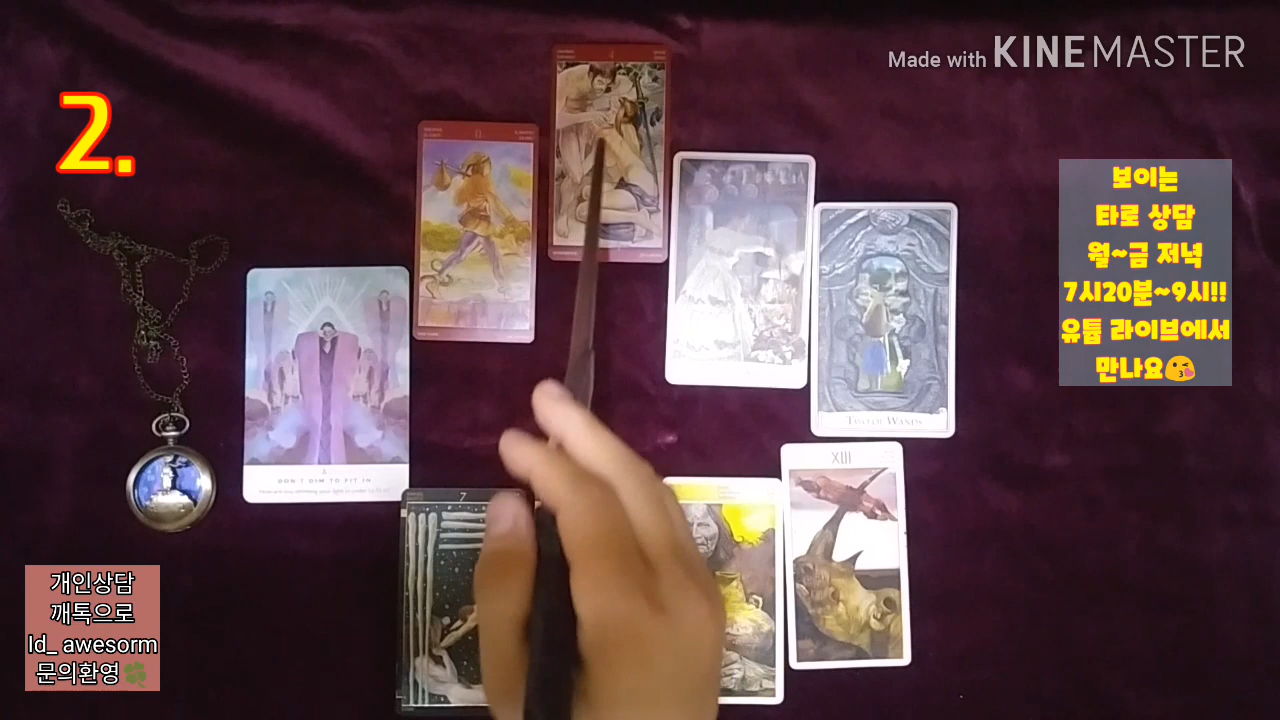 Made with KINEMASTER
2.
보이는
타로 상담
월~금 저녁
7시20분~9시!!
유튭 라이브에서
만나요😘
TWO OF WANDS
XIII
DON'T DIM TO FIT IN
7
개인상담
깨톡으로
Id_ awesorm
문의환영🍀